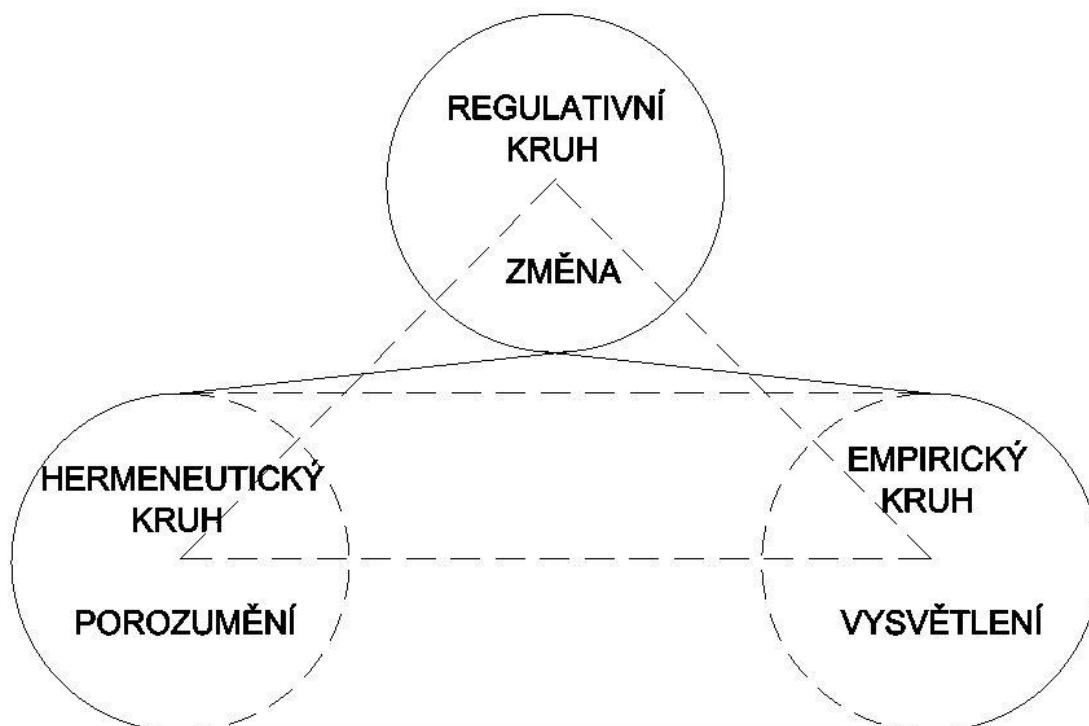 REGULATIVNÍ
KRUH
ZMĚNA
HERMENEUTICKÝ
KRUH
POROZUMĚNÍ
EMPIRICKÝ
KRUH
VYSVĚTLENÍ